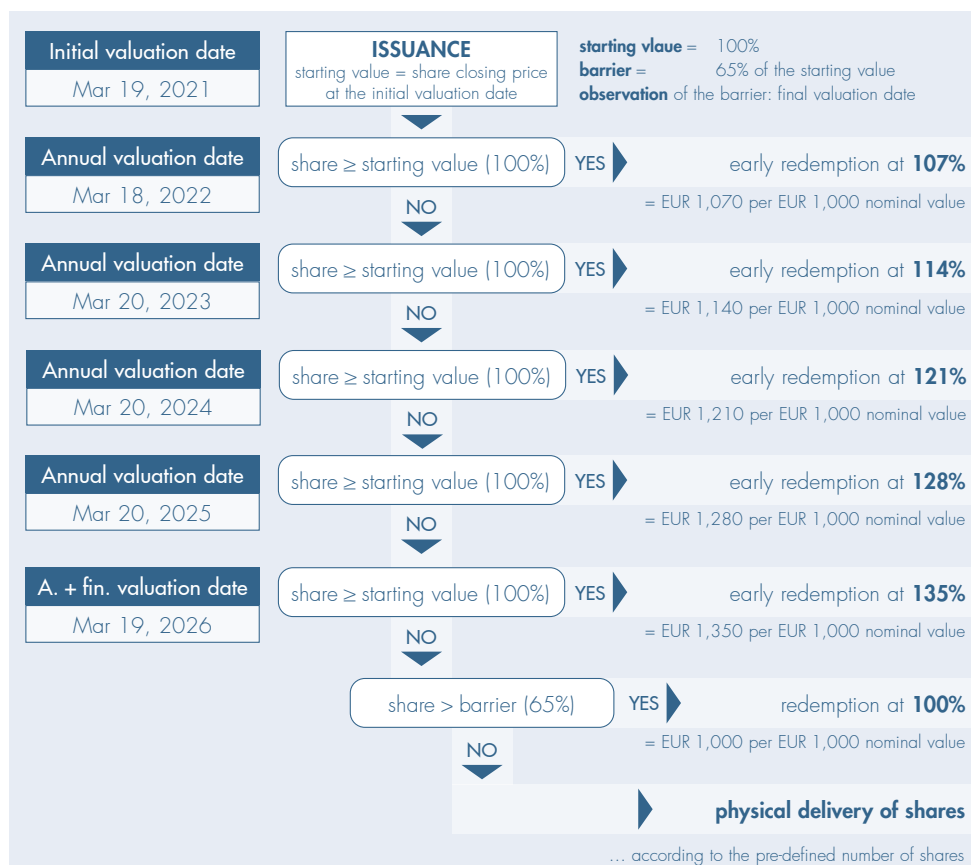 Initial valuation date
Mar 19, 2021
ISSUANCE
starting value = share closing price
at the initial valuation date
starting vlaue = 100%
barrier = 65% of the starting value
observation of the barrier: final valuation date
Annual valuation date
Mar 18, 2022
share ≥ starting value (100%)
YES
early redemption at 107%
= EUR 1,070 per EUR 1,000 nominal value
NO
Annual valuation date
Mar 20, 2023
share ≥ starting value (100%)
YES
early redemption at 114%
= EUR 1,140 per EUR 1,000 nominal value
NO
Annual valuation date
Mar 20, 2024
share ≥ starting value (100%)
YES
early redemption at 121%
= EUR 1,210 per EUR 1,000 nominal value
NO
Annual valuation date
Mar 20, 2025
share ≥ starting value (100%)
YES
early redemption at 128%
= EUR 1,280 per EUR 1,000 nominal value
NO
A. + fin. valuation date
Mar 19, 2026
share ≥ starting value (100%)
YES
early redemption at 135%
= EUR 1,350 per EUR 1,000 nominal value
NO
share > barrier (65%)
YES
redemption at 100%
= EUR 1,000 per EUR 1,000 nominal value
NO
physical delivery of shares
... according to the pre-defined number of shares